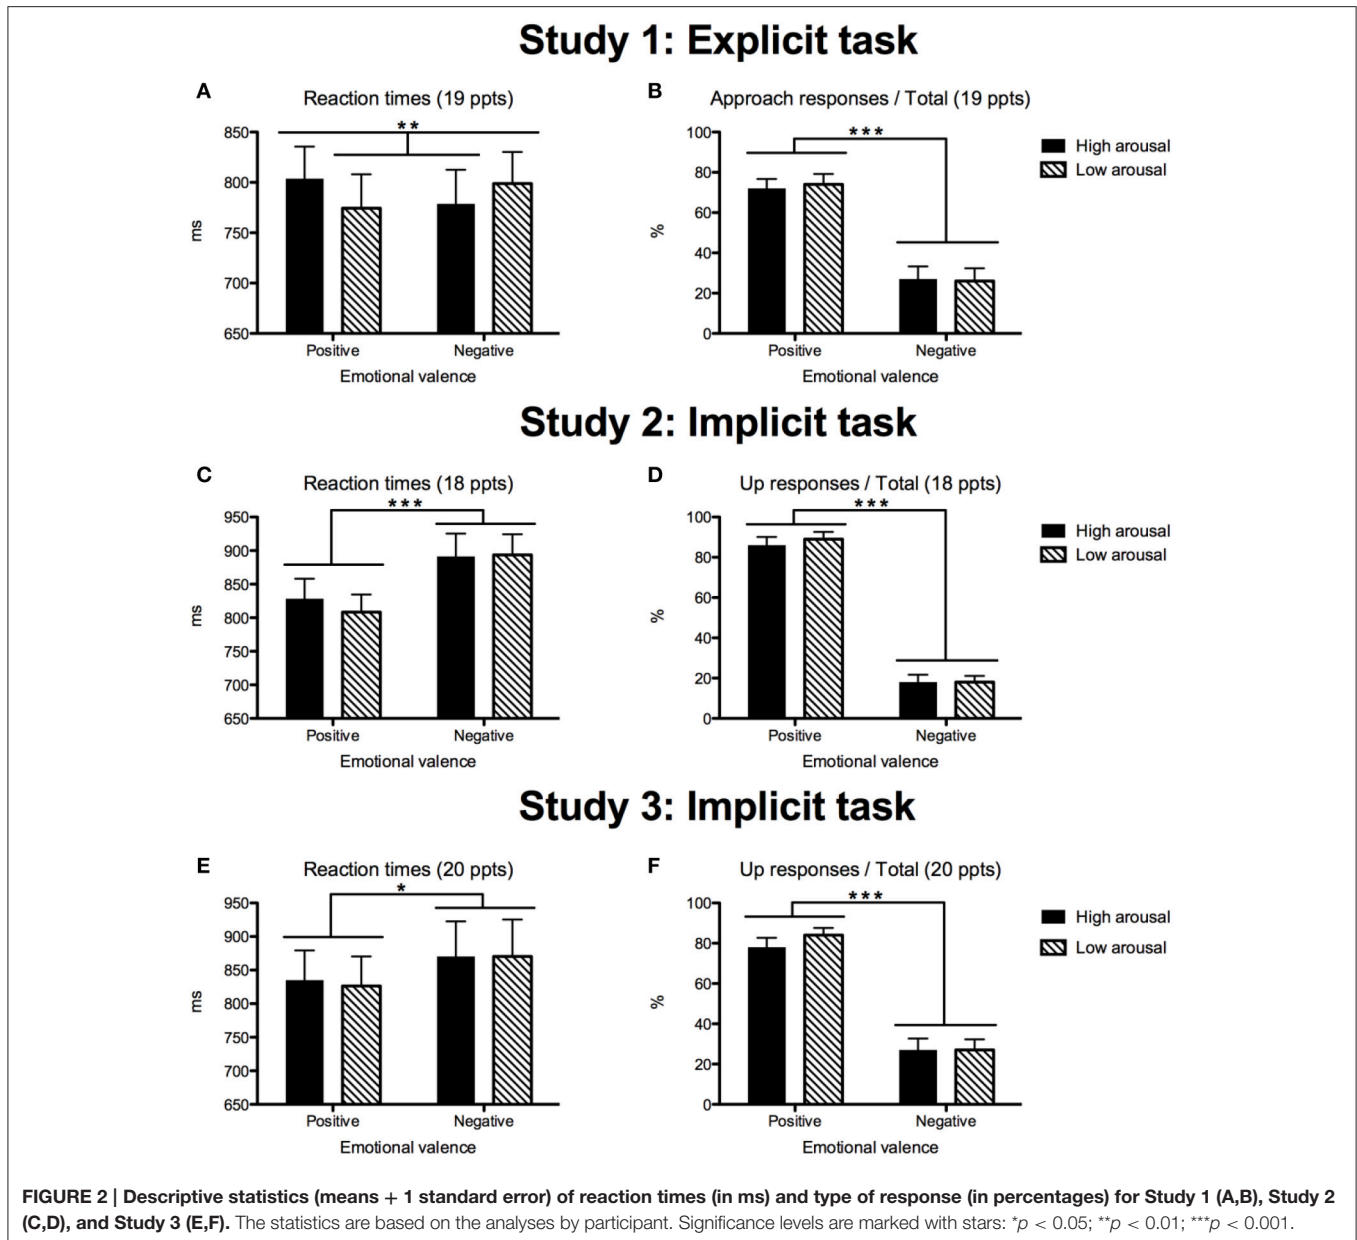 Study 1: Explicit task
A
Reaction times (19 ppts)
**
850
800
750
700
650
ms
Positive
Negative
Emotional valence
B
Approach responses / Total (19 ppts)
***
100
80
60
40
20
0
%
Positive
Negative
Emotional valence
High arousal
Low arousal
Study 2: Implicit task
C
Reaction times (18 ppts)
***
950
900
850
800
750
700
650
ms
Positive
Negative
Emotional valence
D
Up responses / Total (18 ppts)
***
100
80
60
40
20
0
%
Positive
Negative
Emotional valence
High arousal
Low arousal
Study 3: Implicit task
E
Reaction times (20 ppts)
*
950
900
850
800
750
700
650
ms
Positive
Negative
Emotional valence
F
Up responses / Total (20 ppts)
***
100
80
60
40
20
0
%
Positive
Negative
Emotional valence
High arousal
Low arousal
FIGURE 2 | Descriptive statistics (means + 1 standard error) of reaction times (in ms) and type of response (in percentages) for Study 1 (A,B), Study 2
(C,D), and Study 3 (E,F). The statistics are based on the analyses by participant. Significance levels are marked with stars: *p < 0.05; **p < 0.01; ***p < 0.001.